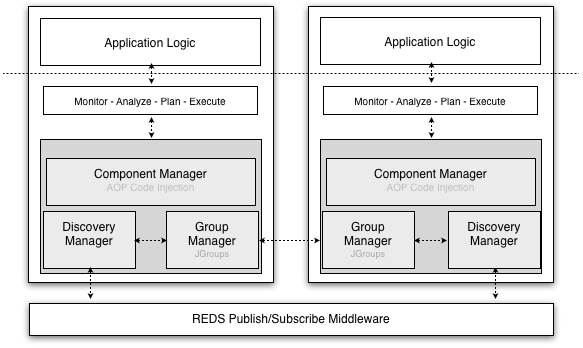 Application Logic
Monitor - Analyze - Plan - Execute
Component Manager
AOP Code Injection
Discovery
Manager
Group
Manager
JGroups
Application Logic
Monitor - Analyze - Plan - Execute
Component Manager
AOP Code Injection
Group
Manager
JGroups
Discovery
Manager
REDS Publish/Subscribe Middleware